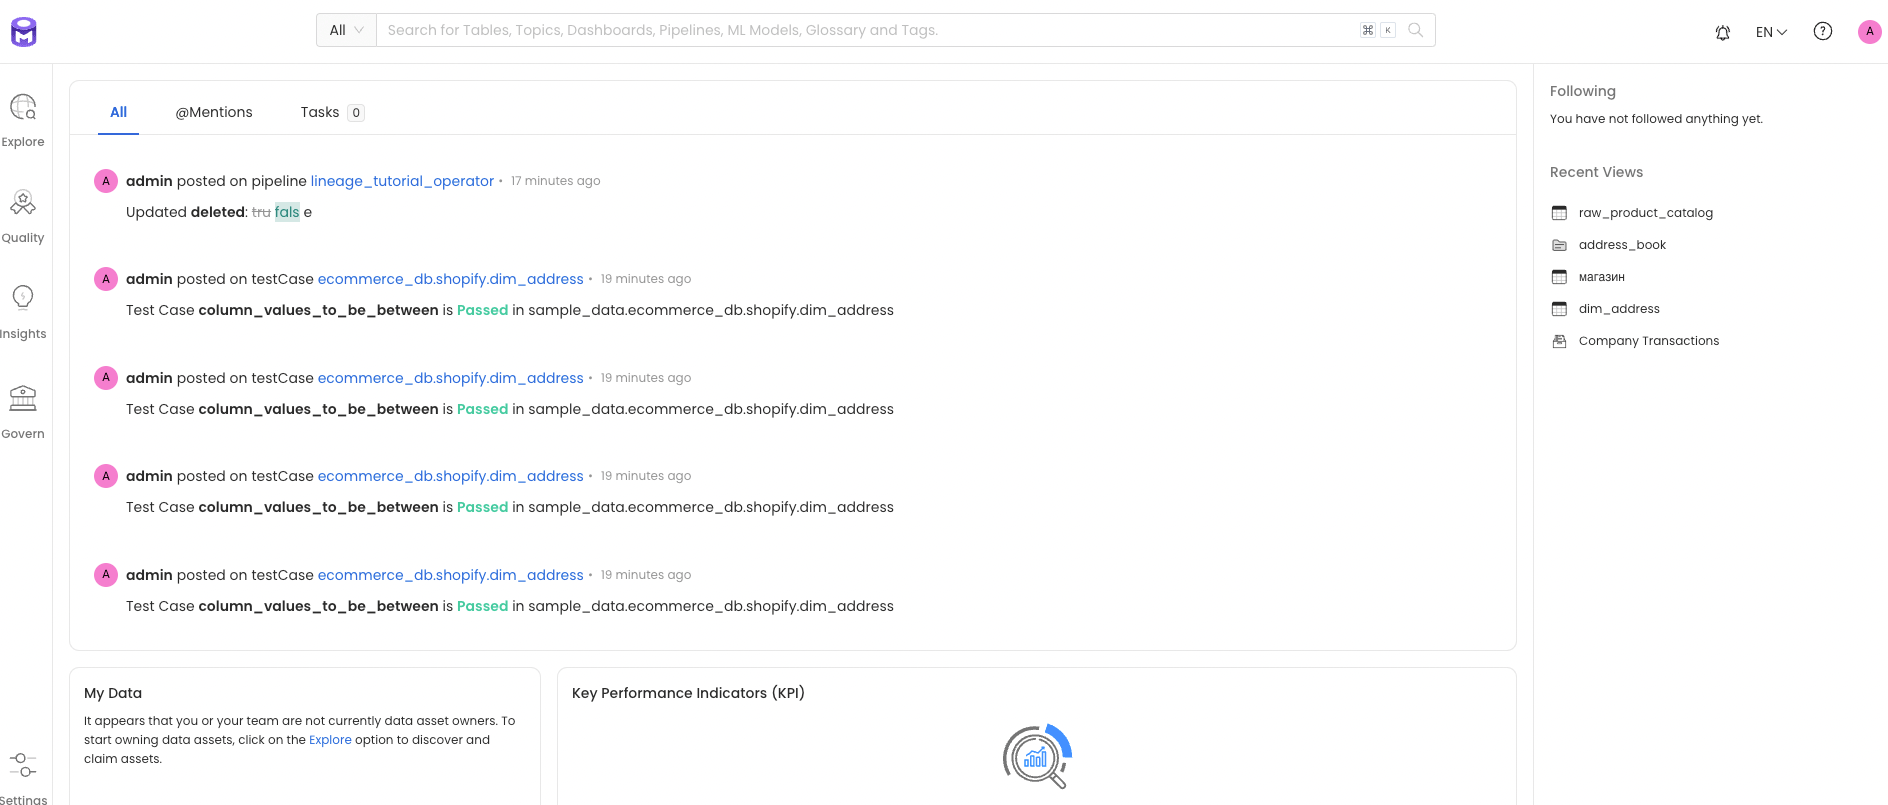 All
Search for Tables, Topics, Dashboards, Pipelines, ML Models, Glossary and Tags.
⌘ K
EN
?
A
Explore
Quality
Insights
Govern
Settings
All
@Mentions
Tasks 0
A admin posted on pipeline lineage_tutorial_operator • 17 minutes ago
Updated deleted: tru fals e
A admin posted on testCase ecommerce_db.shopify.dim_address • 19 minutes ago
Test Case column_values_to_be_between is Passed in sample_data.ecommerce_db.shopify.dim_address
A admin posted on testCase ecommerce_db.shopify.dim_address • 19 minutes ago
Test Case column_values_to_be_between is Passed in sample_data.ecommerce_db.shopify.dim_address
A admin posted on testCase ecommerce_db.shopify.dim_address • 19 minutes ago
Test Case column_values_to_be_between is Passed in sample_data.ecommerce_db.shopify.dim_address
A admin posted on testCase ecommerce_db.shopify.dim_address • 19 minutes ago
Test Case column_values_to_be_between is Passed in sample_data.ecommerce_db.shopify.dim_address
My Data
It appears that you or your team are not currently data asset owners. To
start owning data assets, click on the Explore option to discover and
claim assets.
Key Performance Indicators (KPI)
Following
You have not followed anything yet.
Recent Views
raw_product_catalog
address_book
магазин
dim_address
Company Transactions